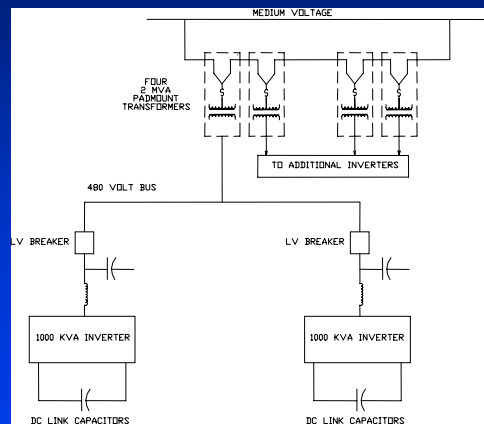 MEDIUM VOLTAGE
FOUR
2 MVA
PADMOUNT
TRANSFORMERS
TO ADDITIONAL INVERTERS
480 VOLT BUS
LV BREAKER
LV BREAKER
1000 KVA INVERTER
1000 KVA INVERTER
DC LINK CAPACITORS
DC LINK CAPACITORS